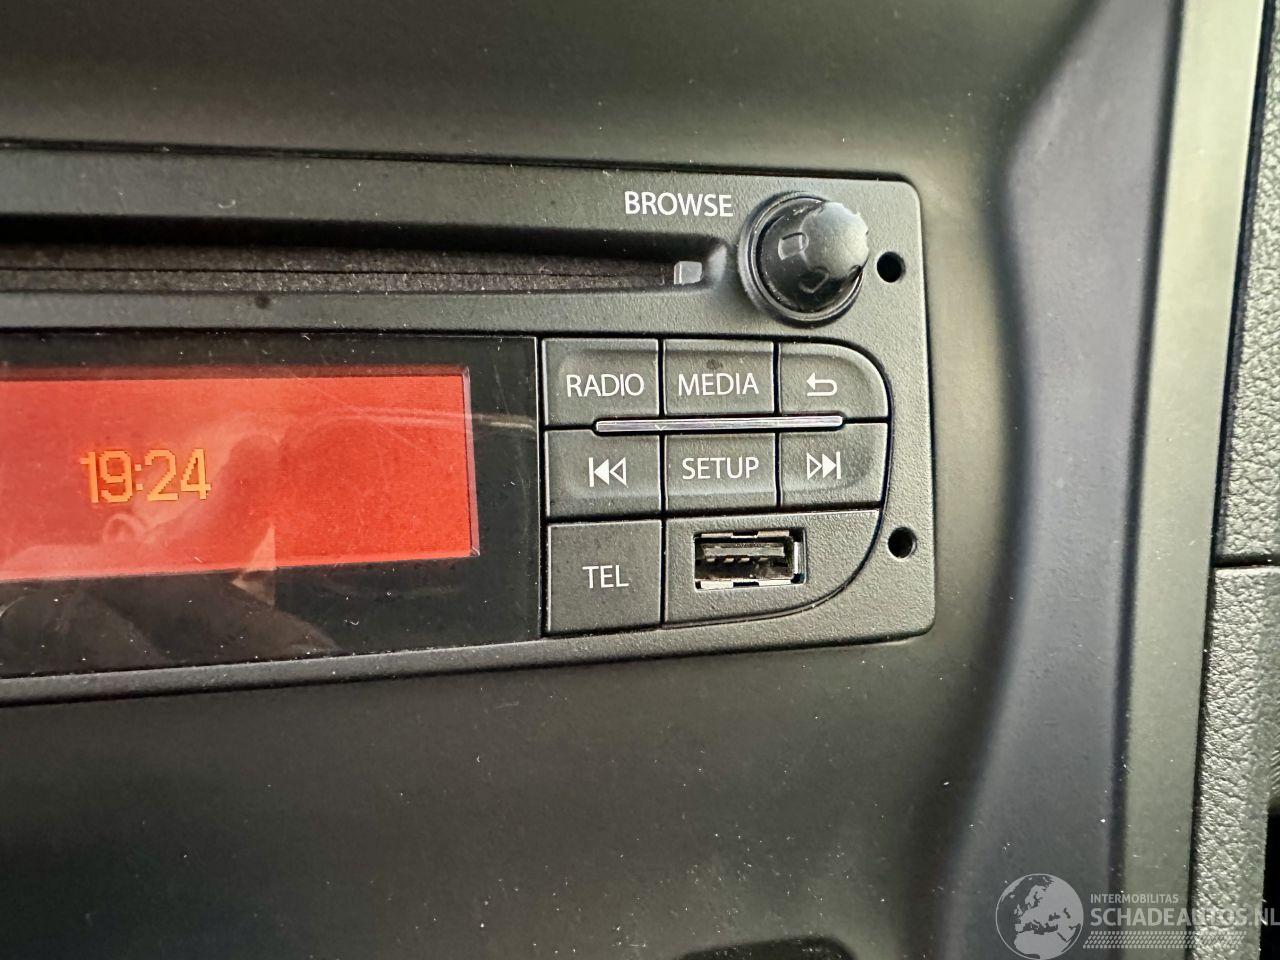 BROWSE
RADIO MEDIA
19:24
SETUP
TEL
INTERMOBILITAS
SCHADEAUTOS.NL